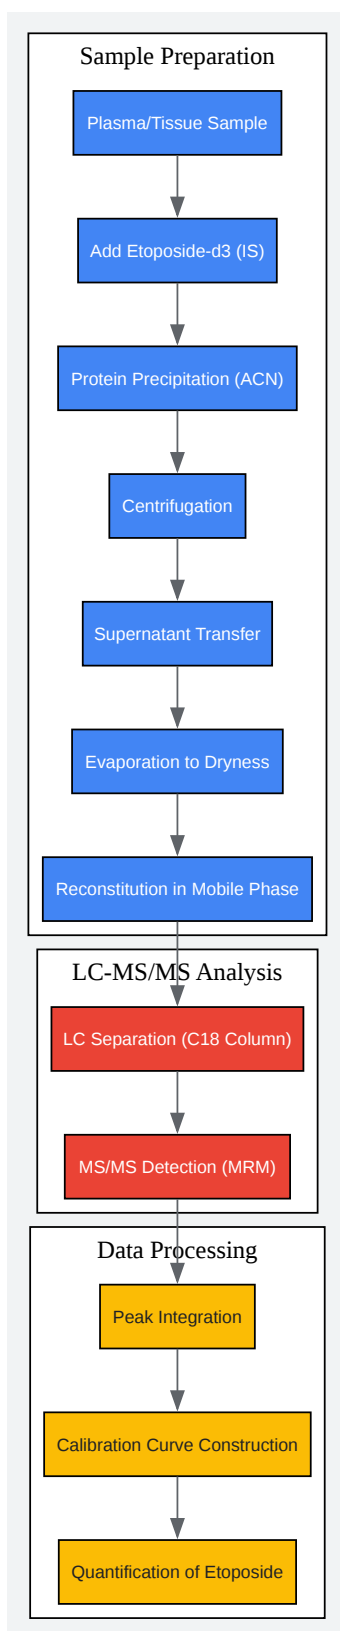 Sample Preparation
Plasma/Tissue Sample
Add Etoposide-d3 (IS)
Protein Precipitation (ACN)
Centrifugation
Supernatant Transfer
Evaporation to Dryness
Reconstitution in Mobile Phase
LC-MS/MS Analysis
LC Separation (C18 Column)
MS/MS Detection (MRM)
Data Processing
Peak Integration
Calibration Curve Construction
Quantification of Etoposide